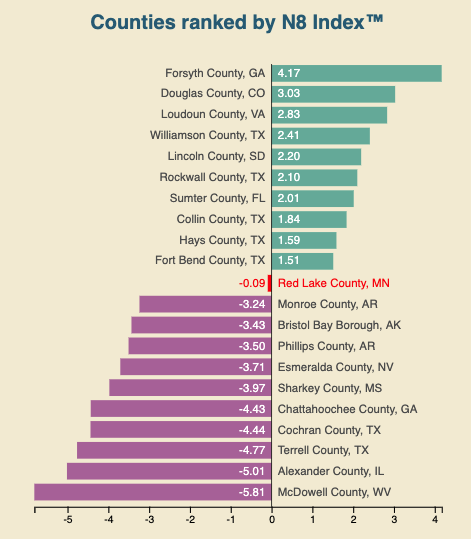 Counties ranked by N8 Index™
Forsyth County, GA 4.17
Douglas County, CO 3.03
Loudoun County, VA 2.83
Williamson County, TX 2.41
Lincoln County, SD 2.20
Rockwall County, TX 2.10
Sumter County, FL 2.01
Collin County, TX 1.84
Hays County, TX 1.59
Fort Bend County, TX 1.51
-0.09 Red Lake County, MN
-3.24 Monroe County, AR
-3.43 Bristol Bay Borough, AK
-3.50 Phillips County, AR
-3.71 Esmeralda County, NV
-3.97 Sharkey County, MS
-4.43 Chattahoochee County, GA
-4.44 Cochran County, TX
-4.77 Terrell County, TX
-5.01 Alexander County, IL
-5.81 McDowell County, WV
-5 -4 -3 -2 -1 0 1 2 3 4